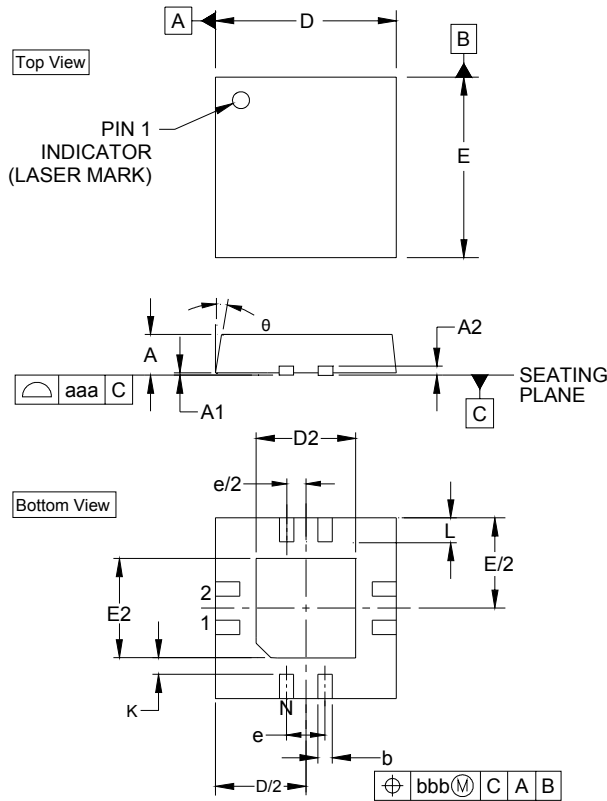 A
D
B
Top View
PIN 1
INDICATOR
(LASER MARK)
E
θ
A
A2
aaa C
A1
SEATING
PLANE
C
D2
e/2
Bottom View
L
E/2
2
E2
1
K
N
e
b
D/2
bbb Ⓜ C A B